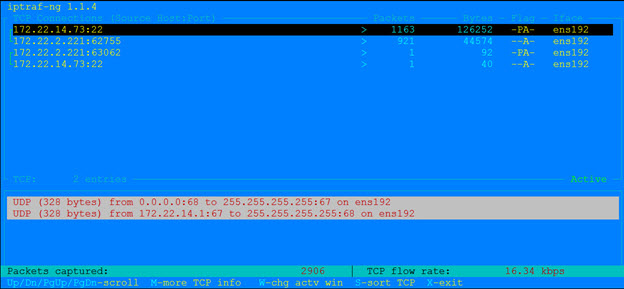 iptraf-ng 1.1.4
TCP Connections (Source Host:Port) Packets Bytes Flag Iface
172.22.14.73:22 > 1163 126252 -PA- ens192
172.22.2.221:62755 > 921 44574 --A- ens192
172.22.2.221:63062 > 1 92 -PA- ens192
172.22.14.73:22 > 1 40 --A- ens192
TCP: 2 entries Active
UDP (328 bytes) from 0.0.0.0:68 to 255.255.255.255:67 on ens192
UDP (328 bytes) from 172.22.14.1:67 to 255.255.255.255:68 on ens192
Packets captured: 2906 | TCP flow rate: 16.34 kbps
Up/Dn/PgUp/PgDn-scroll M-more TCP info W-chg actv win S-sort TCP X-exit